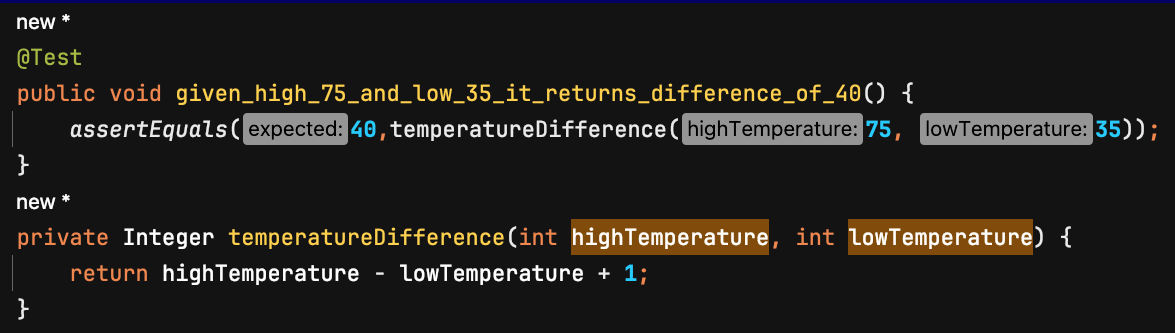 new *
@Test
public void given_high_75_and_low_35_it_returns_difference_of_40() {
assertEquals( expected: 40,temperatureDifference( highTemperature: 75, lowTemperature: 35));
}
new *
private Integer temperatureDifference(int highTemperature, int lowTemperature) {
return highTemperature - lowTemperature + 1;
}